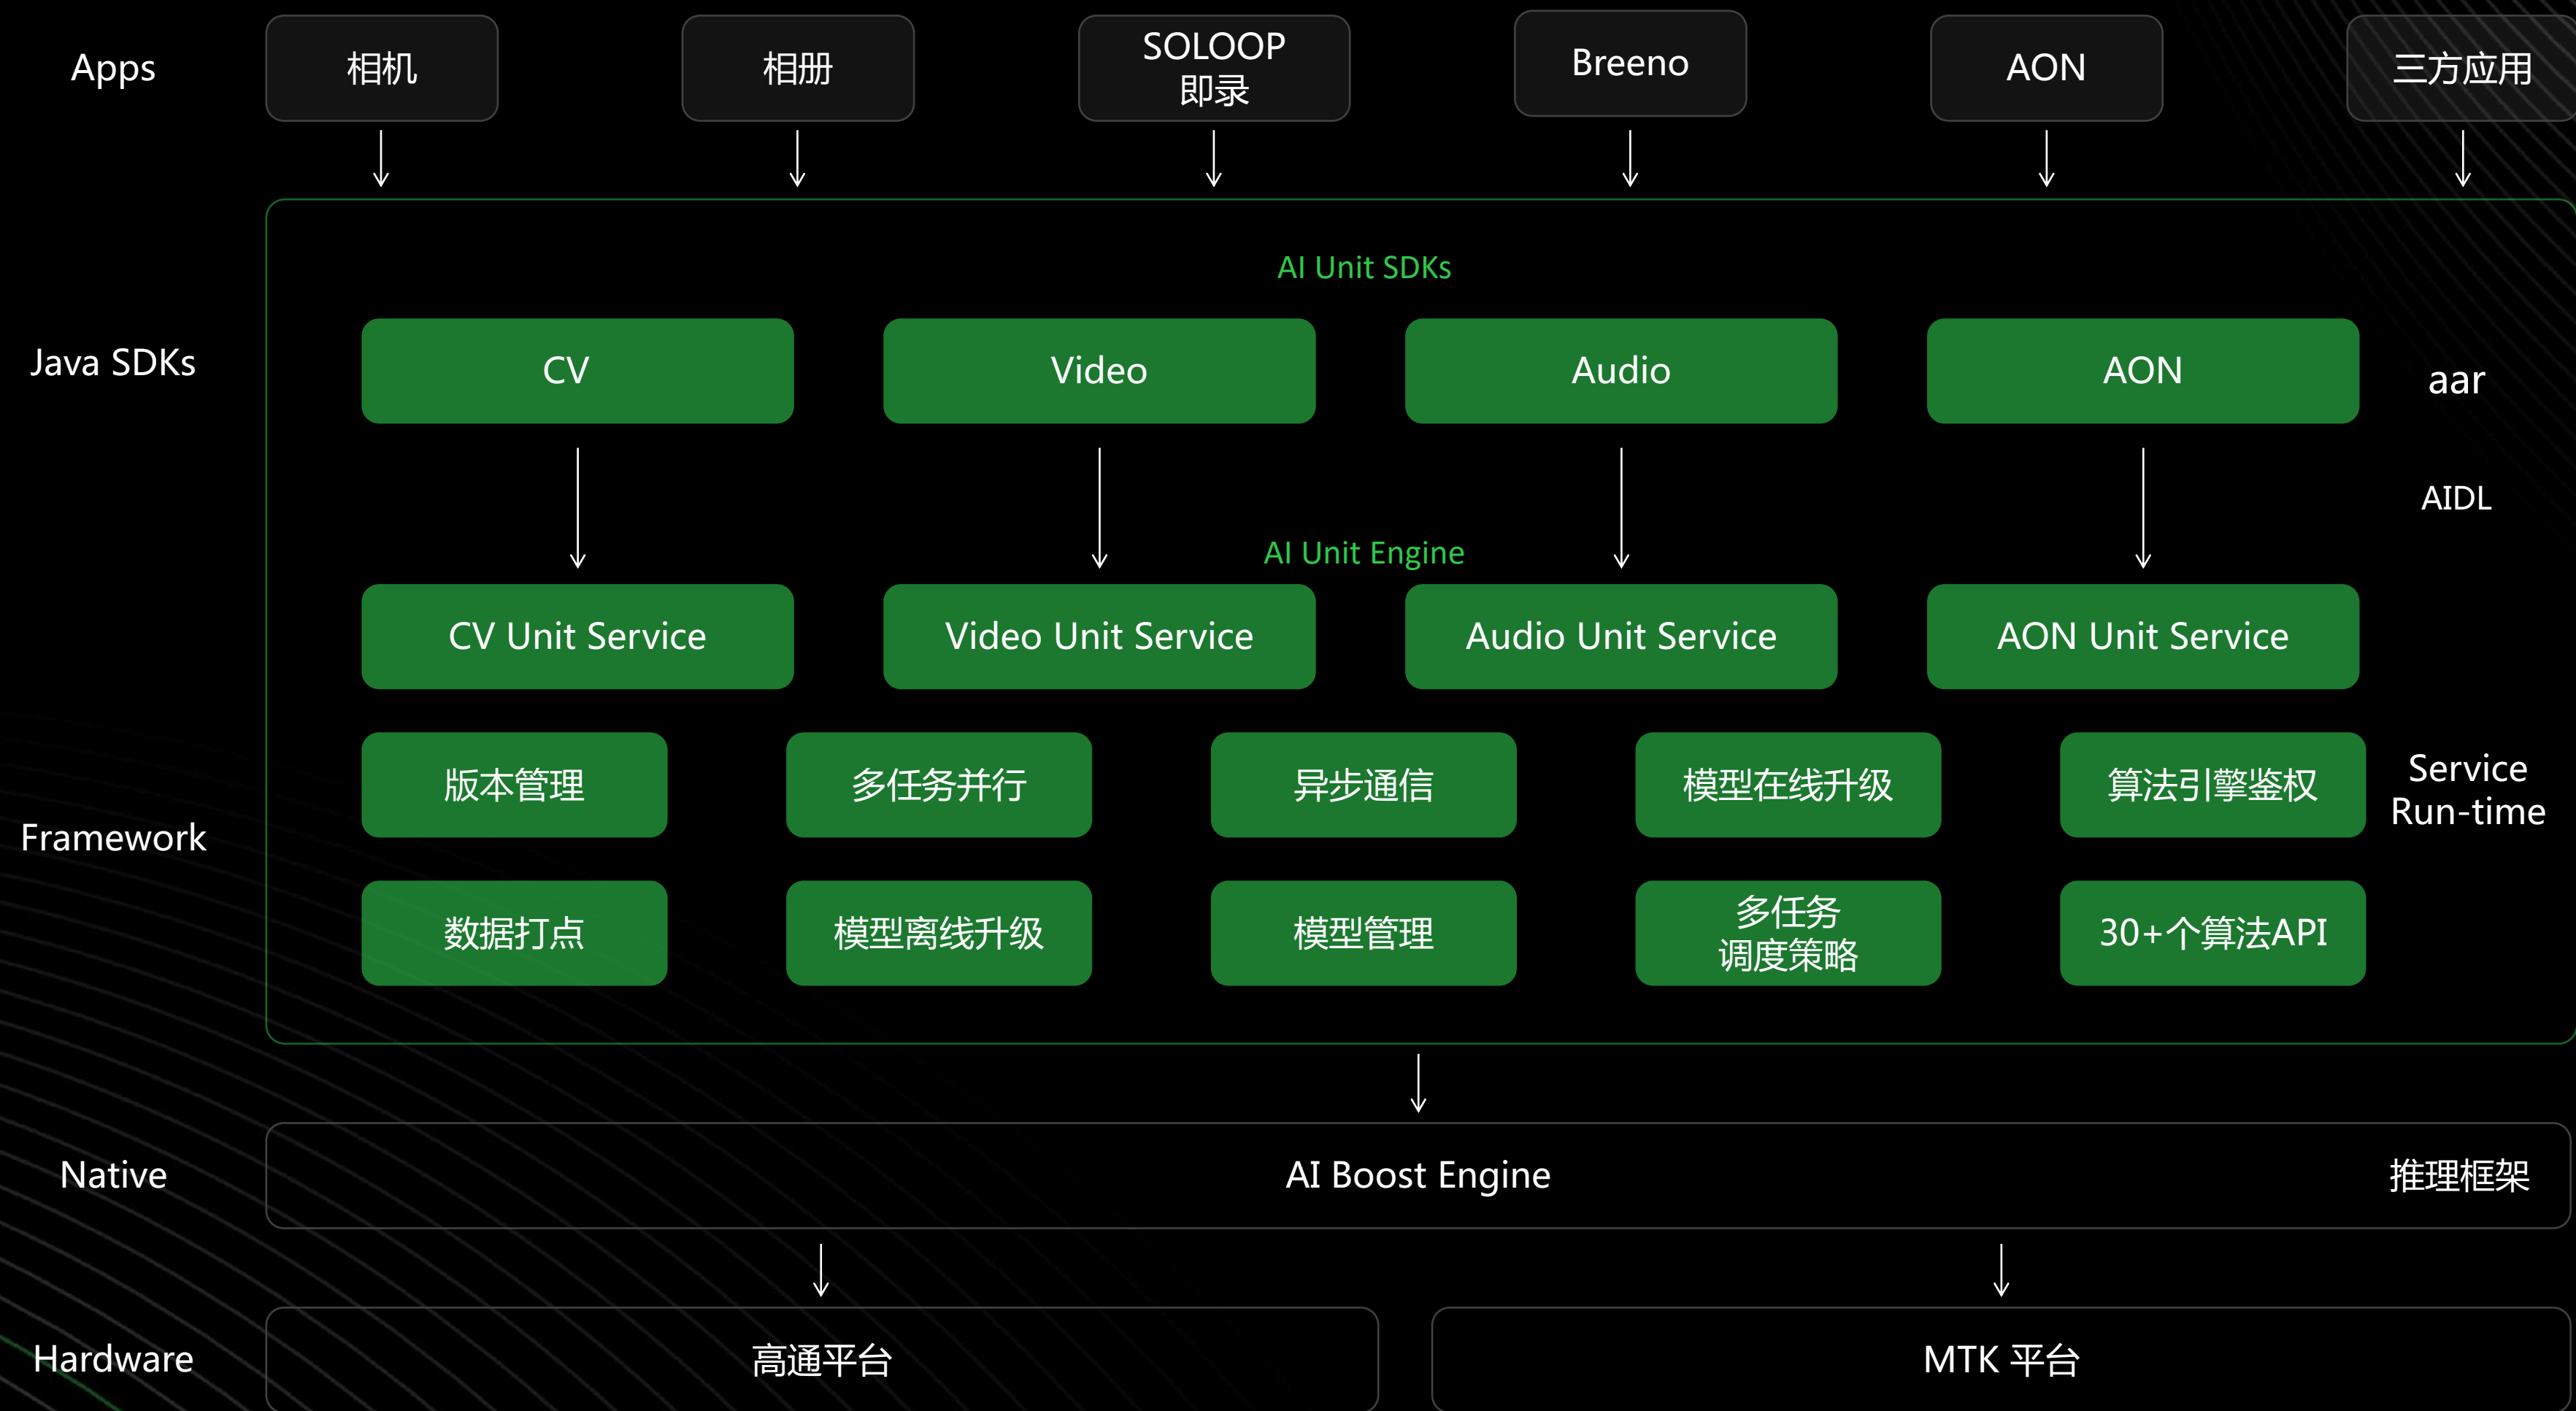 Apps
相机
相册
SOLOOP
即录
Breeno
AON
三方应用
AI Unit SDKs
Java SDKs
CV
Video
Audio
AON
aar
AIDL
AI Unit Engine
CV Unit Service
Video Unit Service
Audio Unit Service
AON Unit Service
Framework
版本管理
多任务并行
异步通信
模型在线升级
算法引擎鉴权
Service
Run-time
数据打点
模型离线升级
模型管理
多任务
调度策略
30+个算法API
Native
AI Boost Engine
推理框架
Hardware
高通平台
MTK 平台